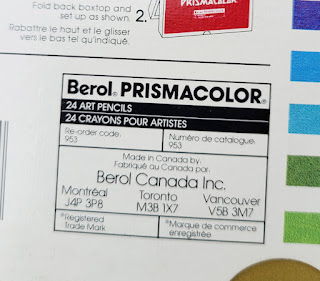 Fold back boxtop and
set up as shown.
2.
PRISMACOLOR
Rabattre le haut et le glisser
vers le bas tel qu'indiqué.
Berol® PRISMACOLOR®
24 ART PENCILS
24 CRAYONS POUR ARTISTES
Re-order code:
953
Numéro de catalogue:
953
Made in Canada by:
Fabriqué au Canada par:
Berol Canada Inc.
Montréal Toronto Vancouver
J4P 3P8 M3B 1X7 V5B 3M7
®Registered
Trade Mark
®Marque de commerce
enregistrée